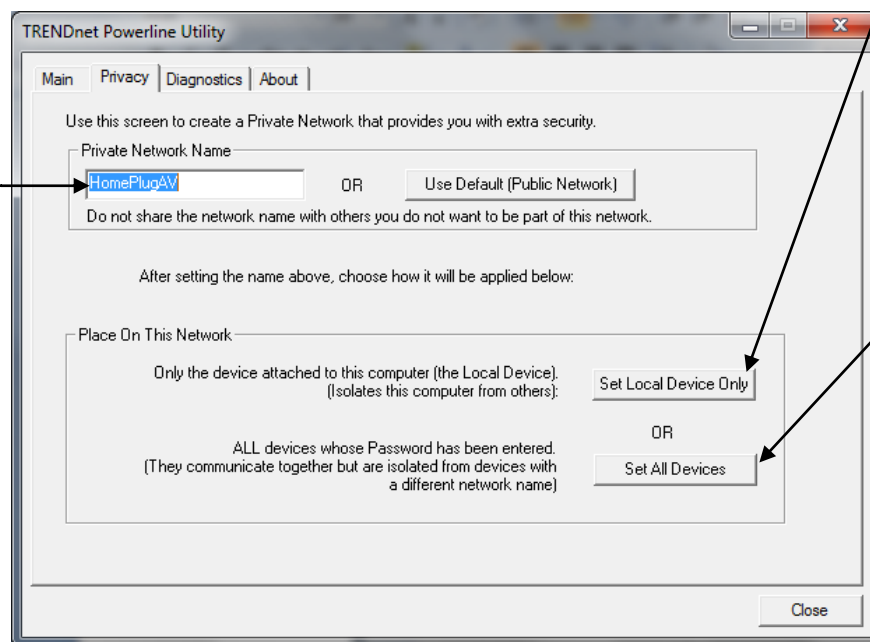 TRENDnet Powerline Utility
Main Privacy Diagnostics About
Use this screen to create a Private Network that provides you with extra security.
Private Network Name
HomePlugAV OR Use Default (Public Network)
Do not share the network name with others you do not want to be part of this network.
After setting the name above, choose how it will be applied below:
Place On This Network
Only the device attached to this computer (the Local Device).
(Isolates this computer from others): Set Local Device Only
OR
ALL devices whose Password has been entered.
(They communicate together but are isolated from devices with Set All Devices
a different network name)
Close